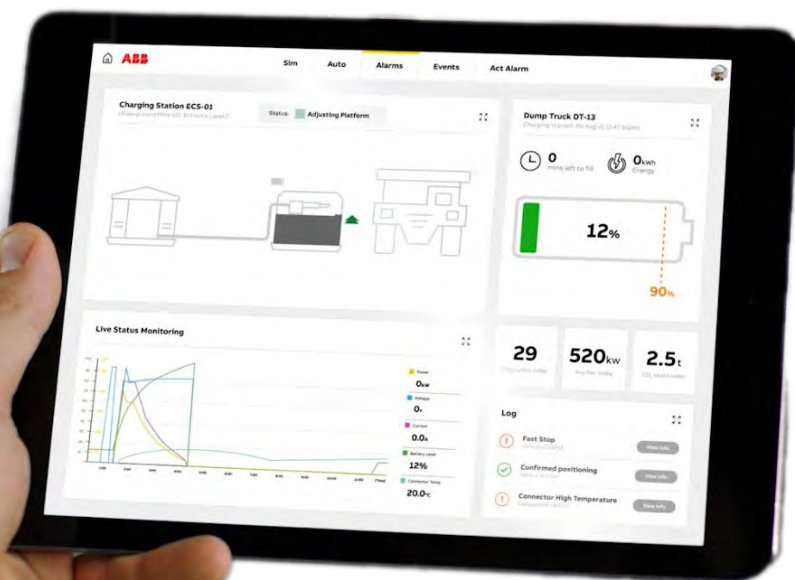 ABB
Sim
Auto
Alarms
Events
Act Alarm
Charging Station ECS-01
Status:
Adjusting Platform
Dump Truck DT-13
0
mins left to fill
0kWh
Energy
12%
90%
Live Status Monitoring
Power
0kw
Voltage
0v
Current
0.0A
Battery Level
12%
Connector Temp
20.0°C
29
520kw
2.5t
Log
Fast Stop
View Info
Confirmed positioning
View Info
Connector High Temperature
View Info